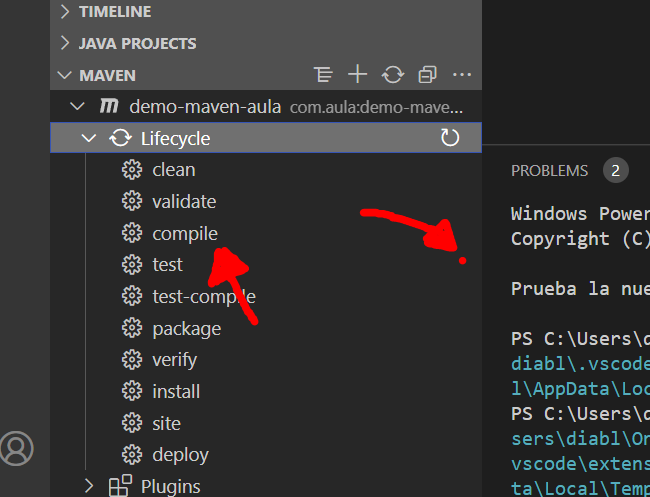 TIMELINE
JAVA PROJECTS
MAVEN
demo-maven-aula com.aula:demo-mave...
Lifecycle
clean
validate
compile
test
test-compile
package
verify
install
site
deploy
Plugins
PROBLEMS 2
Windows Power
Copyright (C)
Prueba la nue
PS C:\Users\d
diabl\.vscode
l\AppData\Loc
PS C:\Users\d
sers\diabl\On
vscode\extens
ta\Local\Temp